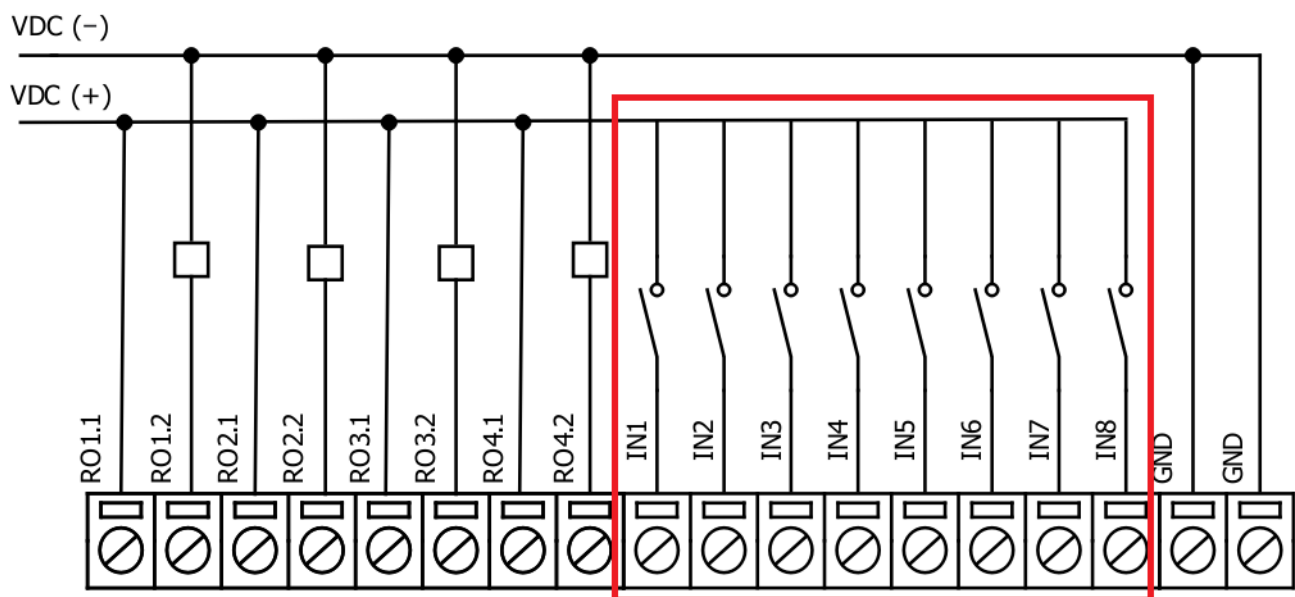 VDC (−)
VDC (+)
RO1.1
RO1.2
RO2.1
RO2.2
RO3.1
RO3.2
RO4.1
RO4.2
IN1
IN2
IN3
IN4
IN5
IN6
IN7
IN8
GND
GND